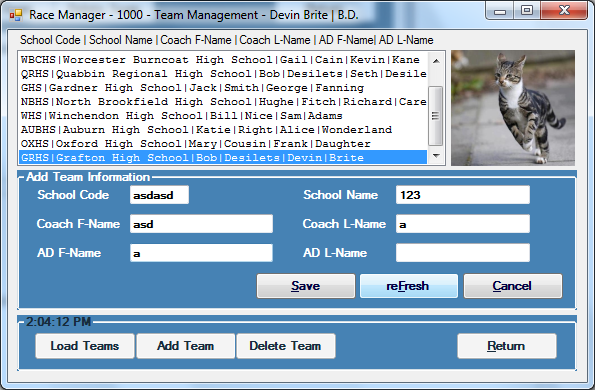 Race Manager - 1000 - Team Management - Devin Brite | B.D.
School Code | School Name | Coach F-Name | Coach L-Name | AD F-Name| AD L-Name
WBCHS|Worcester Burncoat High School|Gail|Cain|Kevin|Kane
QRHS|Quabbin Regional High School|Bob|Desilets|Seth|Desile
GHS|Gardner High School|Jack|Smith|George|Fanning
NBHS|North Brookfield High School|Hughe|Fitch|Richard|Care
WHS|Winchendon High School|Bill|Nice|Sam|Adams
AUBHS|Auburn High School|Katie|Right|Alice|Wonderland
OXHS|Oxford High School|Mary|Cousin|Frank|Daughter
GRHS|Grafton High School|Bob|Desilets|Devin|Brite
Add Team Information
School Code asdasd School Name 123
Coach F-Name asd Coach L-Name a
AD F-Name a AD L-Name
Save reFresh Cancel
2:04:12 PM
Load Teams Add Team Delete Team Return